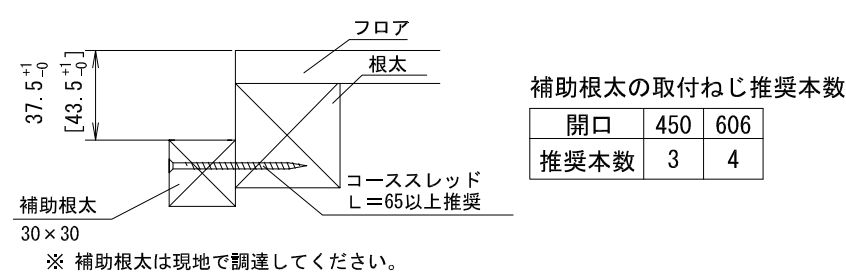 フロア
根太
37.5 +1 -0
[43.5 +1 -0]
コーススレッド
L=65以上推奨
補助根太
30×30
※ 補助根太は現地で調達してください。
補助根太の取付ねじ推奨本数
開口 450 606
推奨本数 3 4